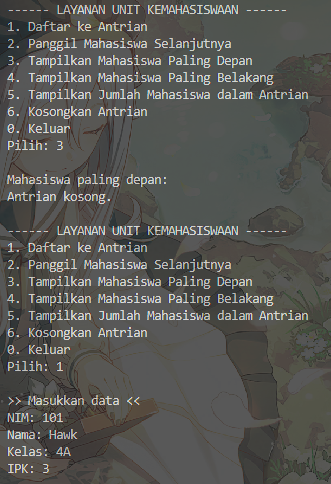 ------ LAYANAN UNIT KEMAHASISWAAN ------
1. Daftar ke Antrian
2. Panggil Mahasiswa Selanjutnya
3. Tampilkan Mahasiswa Paling Depan
4. Tampilkan Mahasiswa Paling Belakang
5. Tampilkan Jumlah Mahasiswa dalam Antrian
6. Kosongkan Antrian
0. Keluar
Pilih: 3
Mahasiswa paling depan:
Antrian kosong.
------ LAYANAN UNIT KEMAHASISWAAN ------
1. Daftar ke Antrian
2. Panggil Mahasiswa Selanjutnya
3. Tampilkan Mahasiswa Paling Depan
4. Tampilkan Mahasiswa Paling Belakang
5. Tampilkan Jumlah Mahasiswa dalam Antrian
6. Kosongkan Antrian
0. Keluar
Pilih: 1
>> Masukkan data <<
NIM: 101
Nama: Hawk
Kelas: 4A
IPK: 3